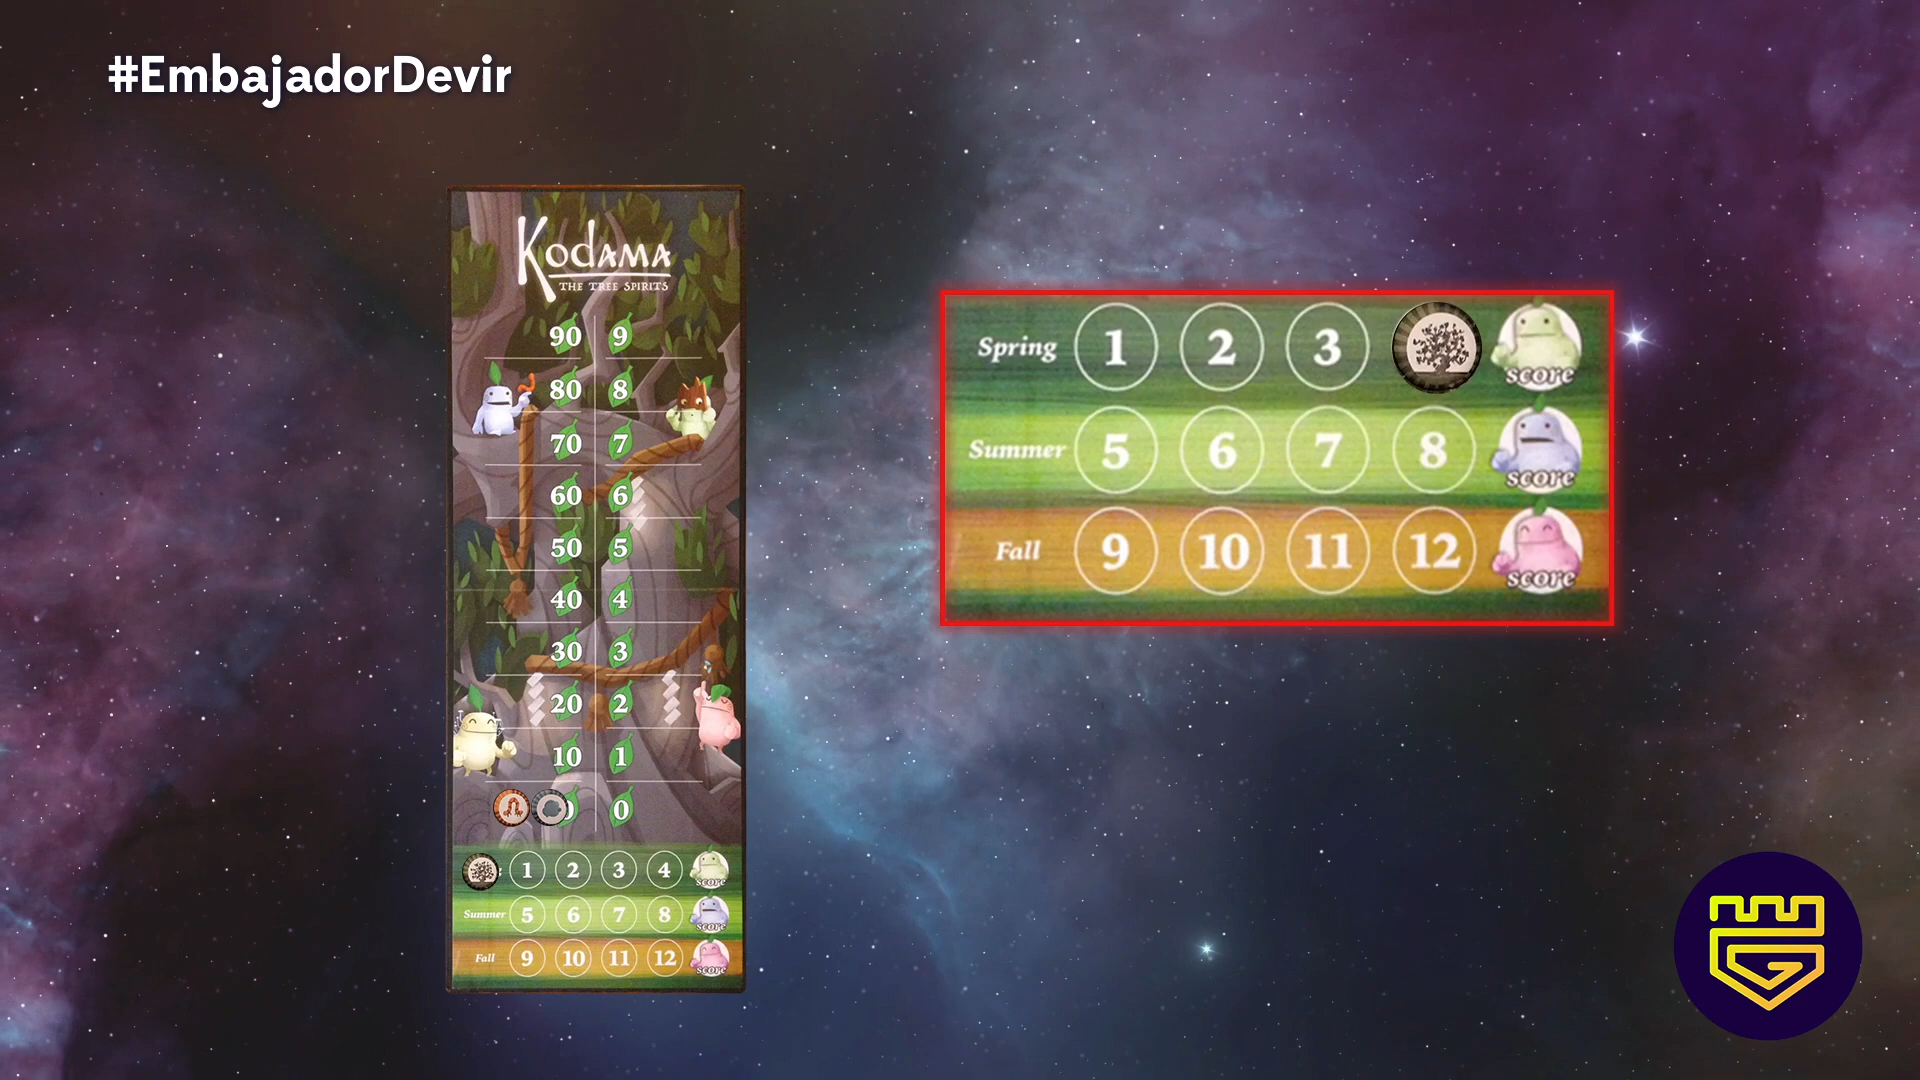 #EmbajadorDevir
KODAMA
THE TREE SPIRITS
90 9
80 8
70 7
60 6
50 5
40 4
30 3
20 2
10 1
0
1 2 3 4 score
Summer 5 6 7 8 score
Fall 9 10 11 12 score
Spring 1 2 3 score
Summer 5 6 7 8 score
Fall 9 10 11 12 score